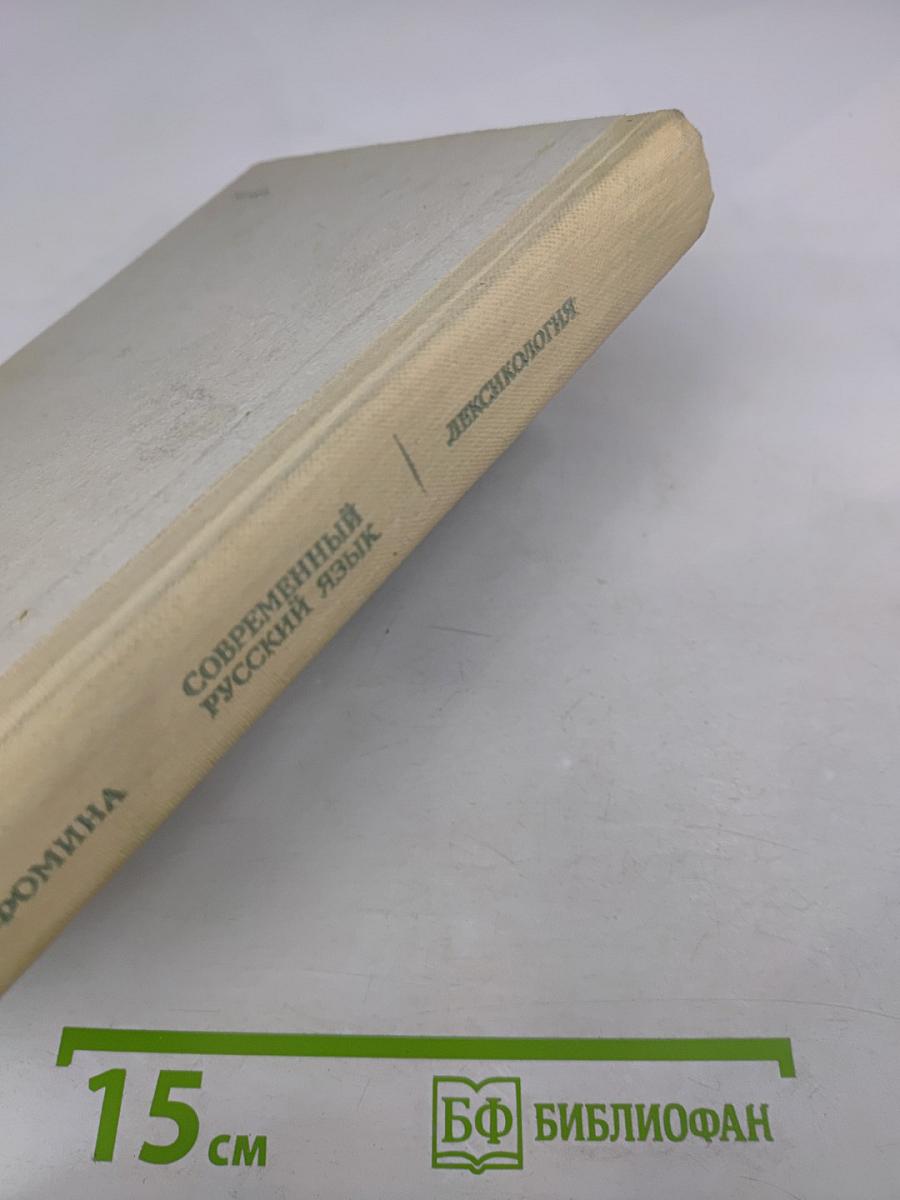 ФОМИНА
СОВРЕМЕННЫЙ
РУССКИЙ ЯЗЫК
ЛЕКСИКОЛОГИЯ
15 см
БФ БИБЛИОФАН